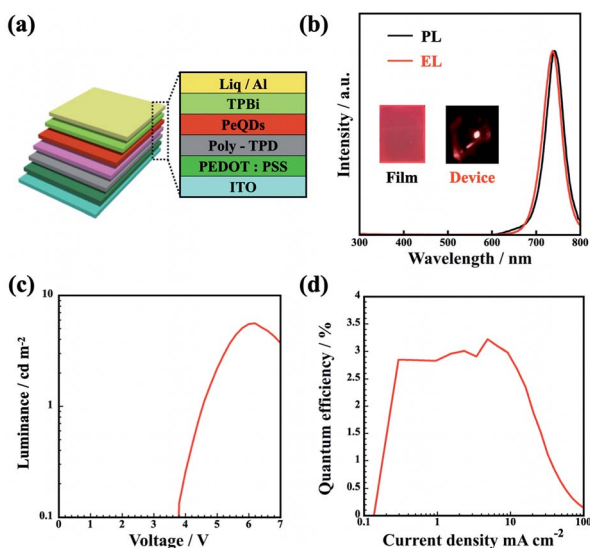 (a)
Liq / Al
TPBi
PeQDs
Poly - TPD
PEDOT : PSS
ITO
(b)
PL
EL
Film
Device
Intensity / a.u.
300 400 500 600 700 800
Wavelength / nm
(c)
10
1
0.1
Luminance / cd m-2
0 1 2 3 4 5 6 7
Voltage / V
(d)
4
3.5
3
2.5
2
1.5
1
0.5
0
Quantum efficiency / %
0.1 1 10 100
Current density mA cm-2